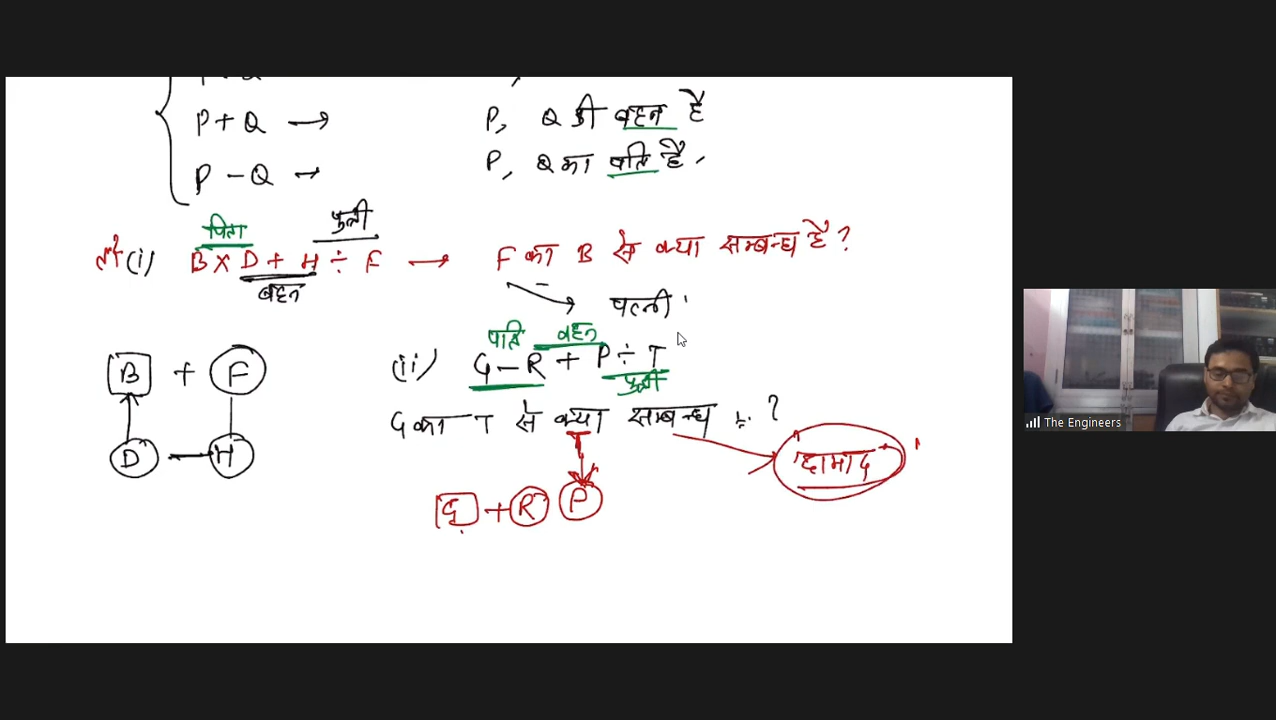 P + Q → P, Q की बहन है
P − Q → P, Q का पति है,
पिता पुत्री
(i) B × D + H ÷ F → F का B से क्या सम्बन्ध है ?
बहन
पत्नी
पति बहन
(ii) G − R + P ÷ T
पुत्री
G का T से क्या सम्बन्ध है ?
दामाद
B + F
D — H
T
G + R P
The Engineers